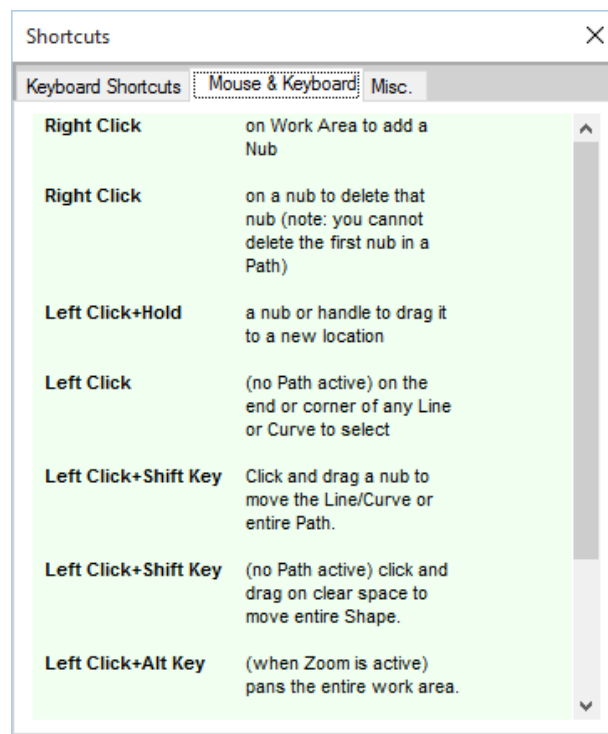 Shortcuts
Keyboard Shortcuts Mouse & Keyboard Misc.
Right Click on Work Area to add a
Nub
Right Click on a nub to delete that
nub (note: you cannot
delete the first nub in a
Path)
Left Click+Hold a nub or handle to drag it
to a new location
Left Click (no Path active) on the
end or corner of any Line
or Curve to select
Left Click+Shift Key Click and drag a nub to
move the Line/Curve or
entire Path.
Left Click+Shift Key (no Path active) click and
drag on clear space to
move entire Shape.
Left Click+Alt Key (when Zoom is active)
pans the entire work area.